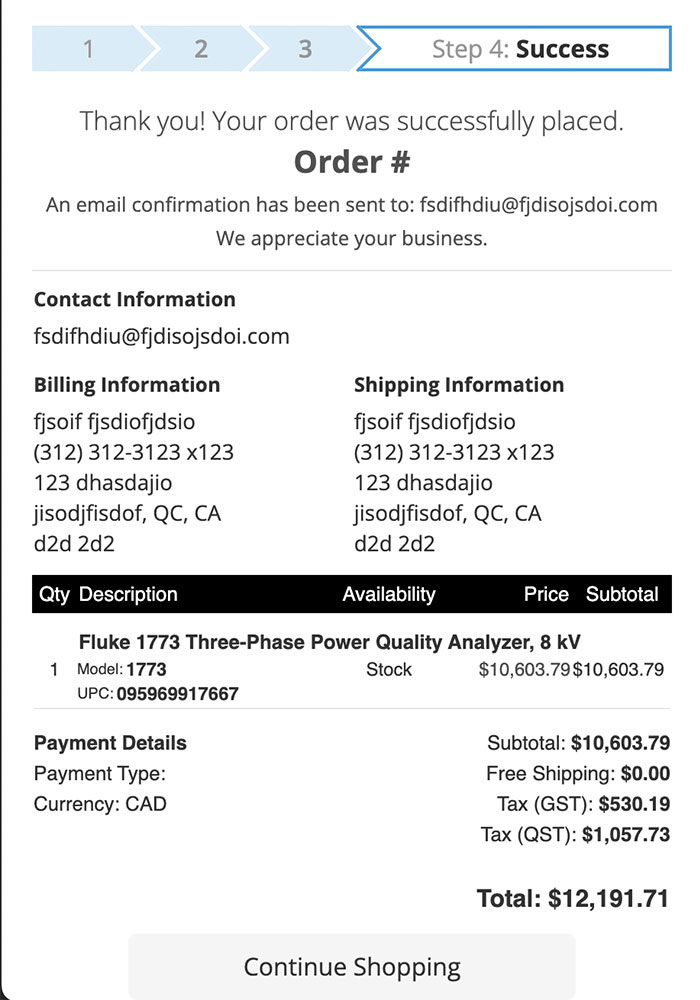 1 2 3 Step 4: Success
Thank you! Your order was successfully placed.
Order #
An email confirmation has been sent to: fsdifhdiu@fjdisojsdoi.com
We appreciate your business.
Contact Information
fsdifhdiu@fjdisojsdoi.com
Billing Information
fjsoif fjsdiofjdsio
(312) 312-3123 x123
123 dhasdajio
jisodjfisdof, QC, CA
d2d 2d2
Shipping Information
fjsoif fjsdiofjdsio
(312) 312-3123 x123
123 dhasdajio
jisodjfisdof, QC, CA
d2d 2d2
Qty Description Availability Price Subtotal
Fluke 1773 Three-Phase Power Quality Analyzer, 8 kV
1 Model: 1773 Stock $10,603.79 $10,603.79
UPC: 095969917667
Payment Details
Payment Type:
Currency: CAD
Subtotal: $10,603.79
Free Shipping: $0.00
Tax (GST): $530.19
Tax (QST): $1,057.73
Total: $12,191.71
Continue Shopping